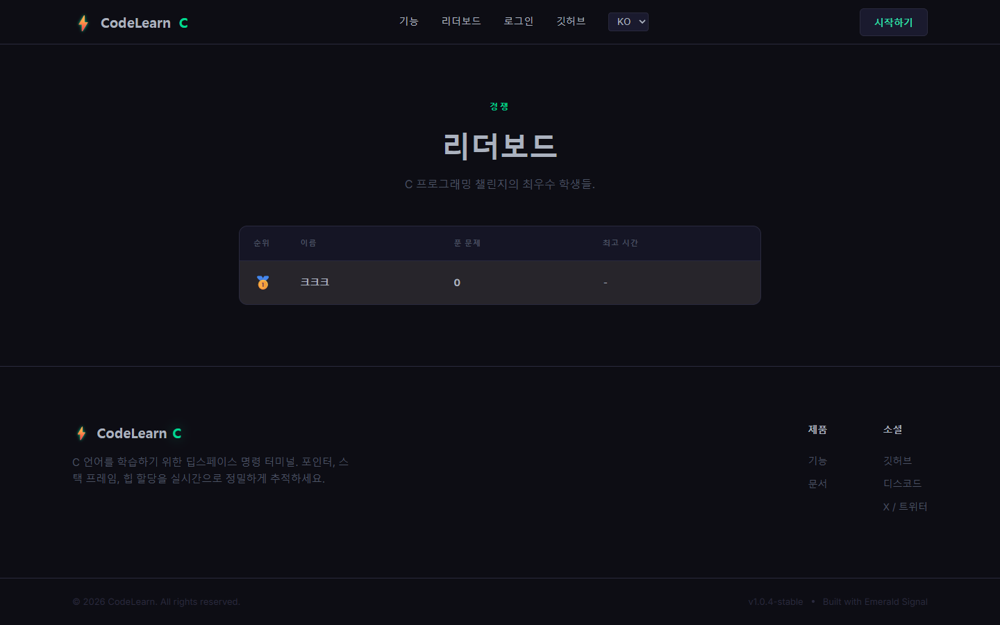 CodeLearn C
기능
리더보드
로그인
깃허브
KO
시작하기
경쟁
리더보드
C 프로그래밍 챌린지의 최우수 학생들.
순위 이름 푼 문제 최고 시간
1 크크크 0 -
CodeLearn C
C 언어를 학습하기 위한 딥스페이스 명령 터미널. 포인터, 스
택 프레임, 힙 할당을 실시간으로 정밀하게 추적하세요.
제품
기능
문서
소셜
깃허브
디스코드
X / 트위터
© 2026 CodeLearn. All rights reserved.
v1.0.4-stable • Built with Emerald Signal